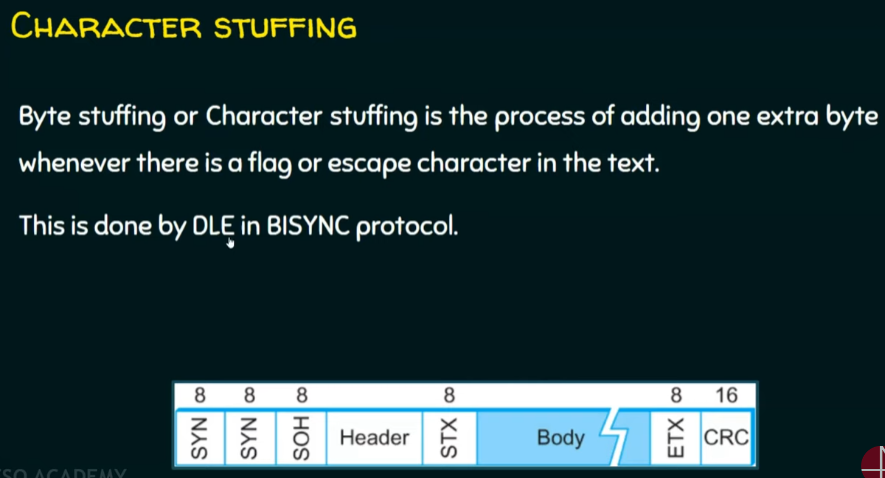 CHARACTER STUFFING
Byte stuffing or Character stuffing is the process of adding one extra byte
whenever there is a flag or escape character in the text.
This is done by DLE in BISYNC protocol.
8 8 8 8 8 16
SYN SYN SOH Header STX Body ETX CRC
SO ACADEMY